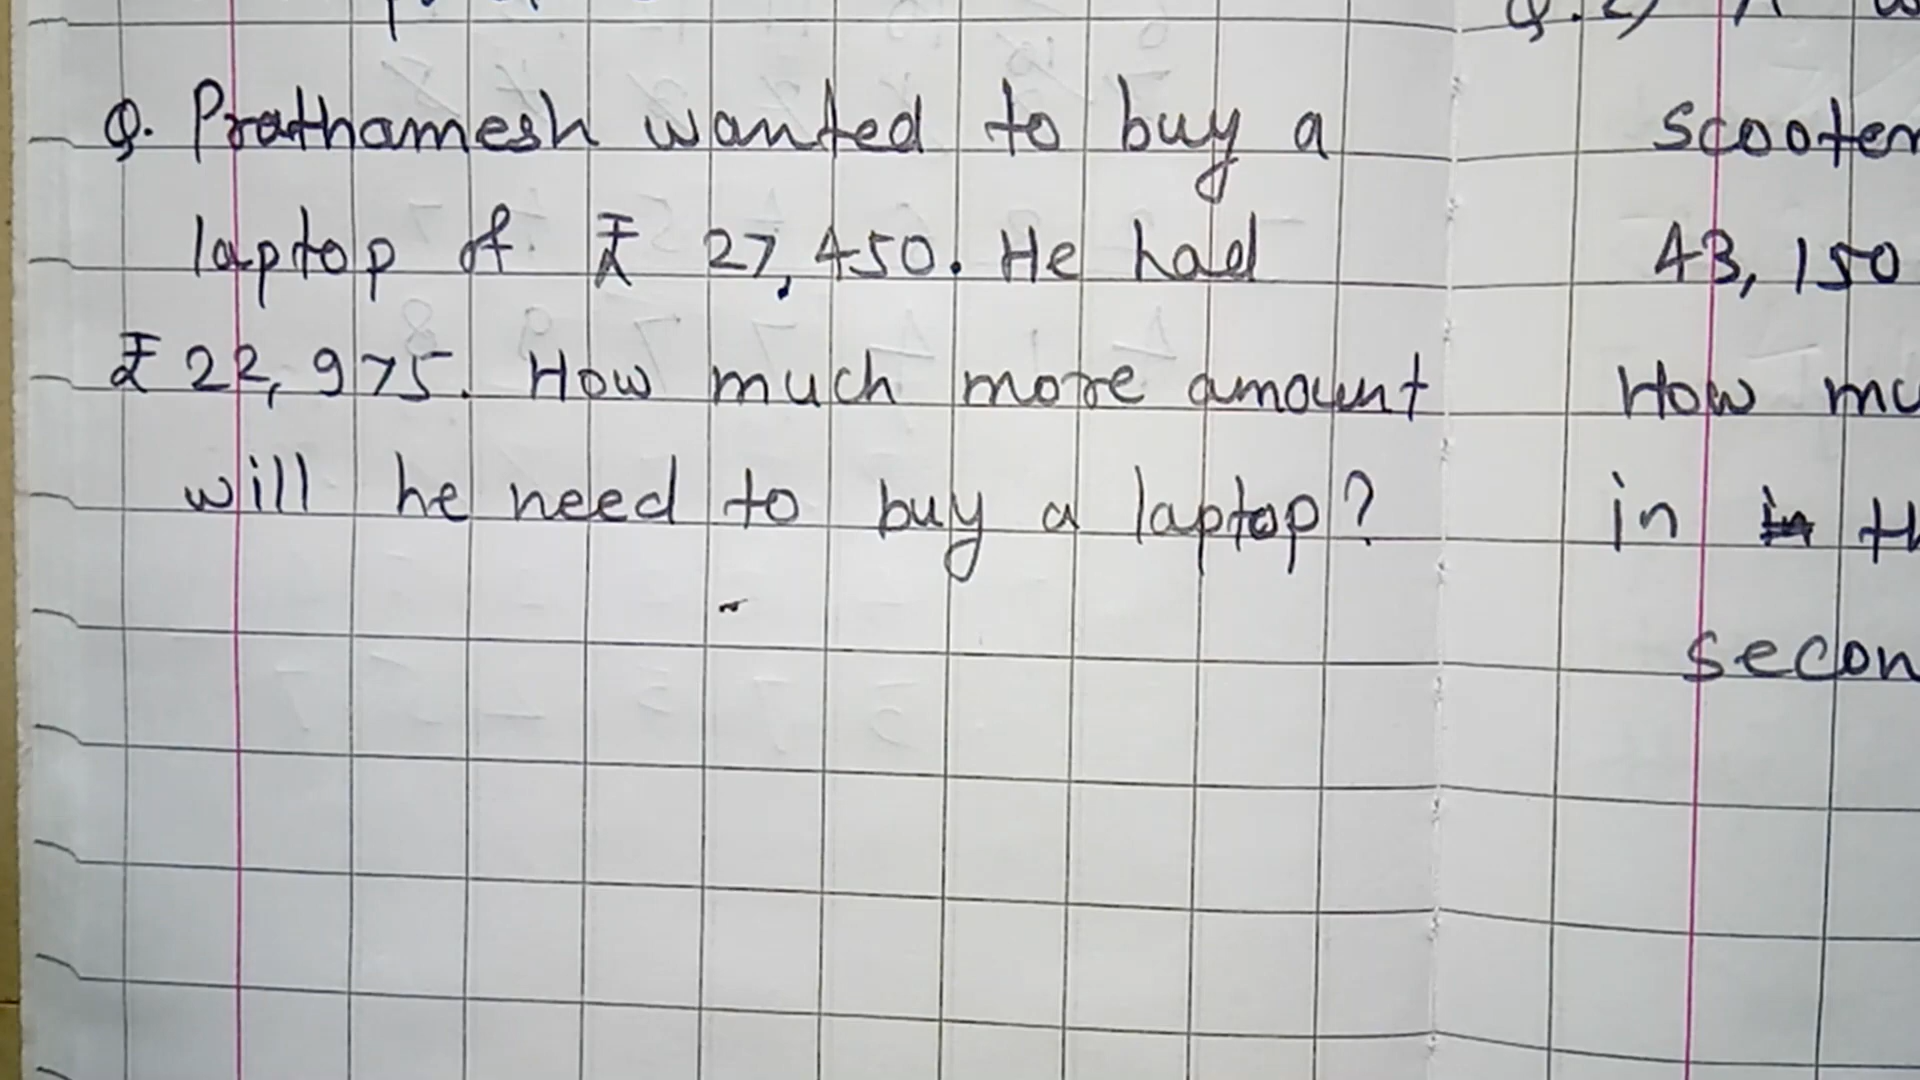 Q. Prathamesh wanted to buy a
laptop of ₹ 27,450. He had
₹ 22,975. How much more amount
will he need to buy a laptop?
scooter
43,150
How
in